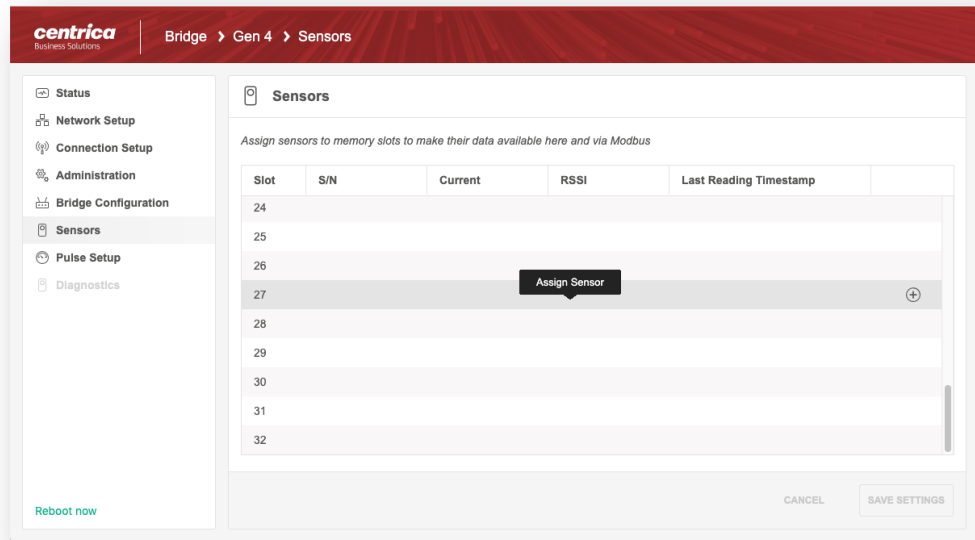 centrica
Business Solutions
Bridge > Gen 4 > Sensors
Status
Network Setup
Connection Setup
Administration
Bridge Configuration
Sensors
Pulse Setup
Diagnostics
Reboot now
Sensors
Assign sensors to memory slots to make their data available here and via Modbus
Slot S/N Current RSSI Last Reading Timestamp
24
25
26
Assign Sensor
27
28
29
30
31
32
CANCEL SAVE SETTINGS